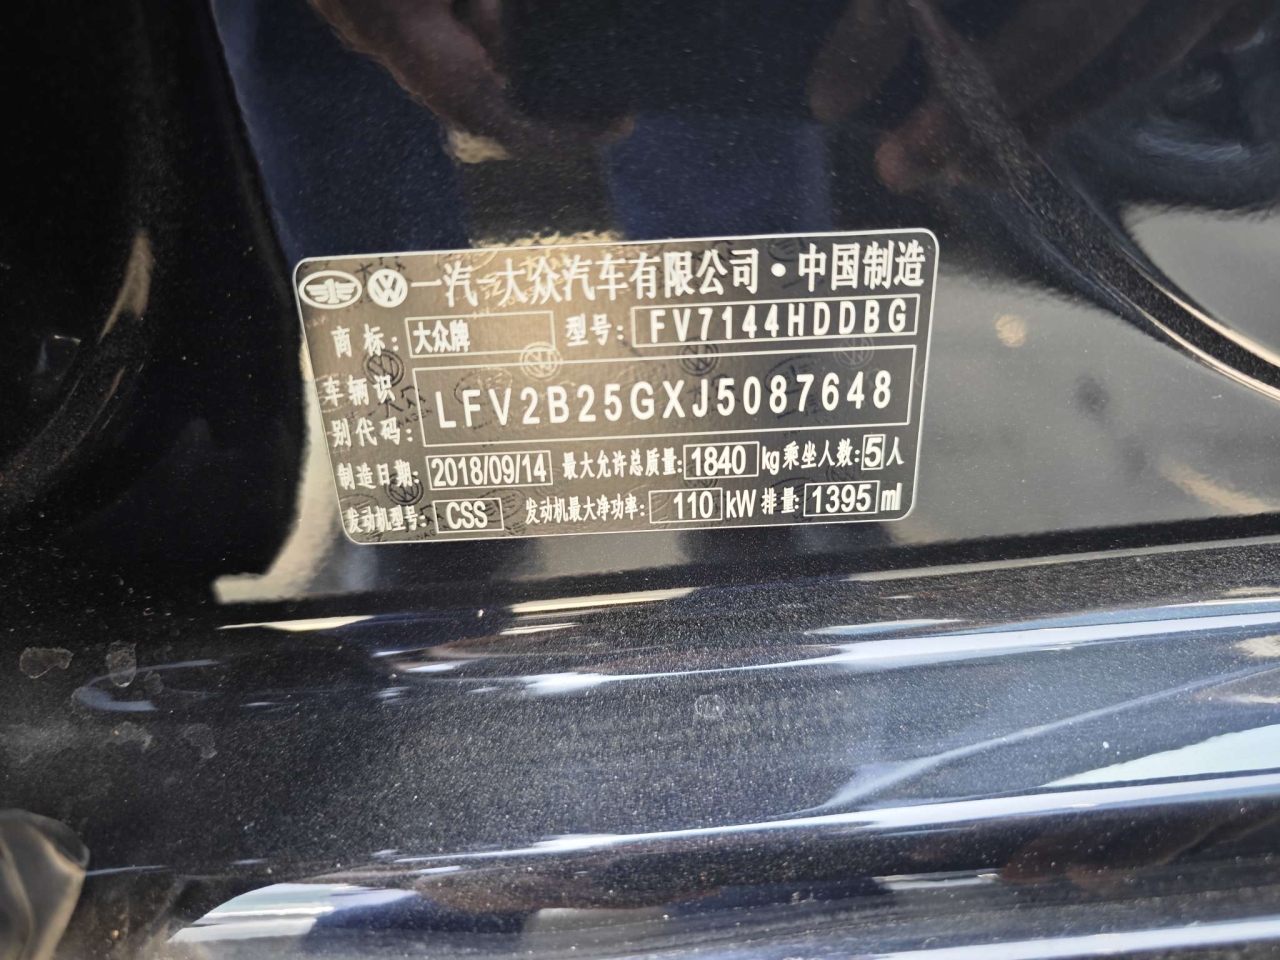 一汽-大众汽车有限公司·中国制造
商标: 大众牌 型号: FV7144HDDBG
车辆识别代码: LFV2B25GXJ5087648
制造日期: 2018/09/14 最大允许总质量: 1840 kg 乘坐人数: 5 人
发动机型号: CSS 发动机最大净功率: 110 kW 排量: 1395 ml